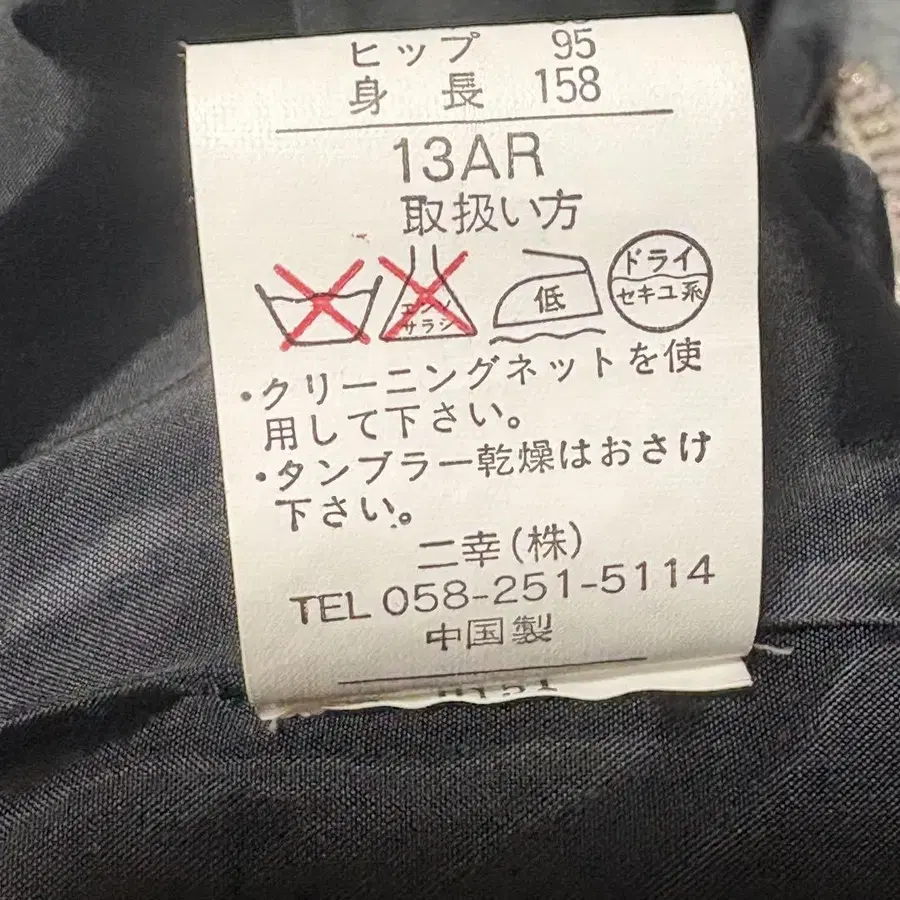 ヒップ 95
身長 158
13AR
取扱い方
エンソ
サラシ
低
ドライ
セキユ系
・クリーニングネットを使
用して下さい。
・タンブラー乾燥はおさけ
下さい。
二幸(株)
TEL 058-251-5114
中国製